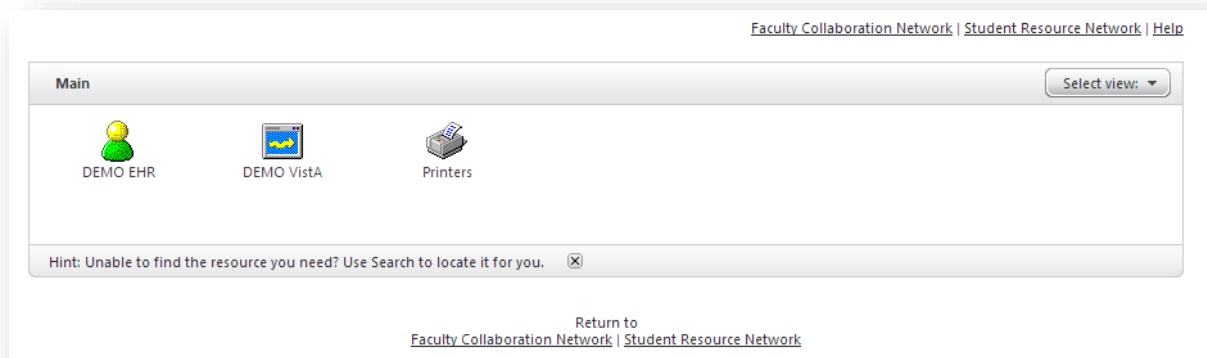 Faculty Collaboration Network | Student Resource Network | Help
Main
Select view:
DEMO EHR
DEMO VistA
Printers
Hint: Unable to find the resource you need? Use Search to locate it for you.
Return to
Faculty Collaboration Network | Student Resource Network